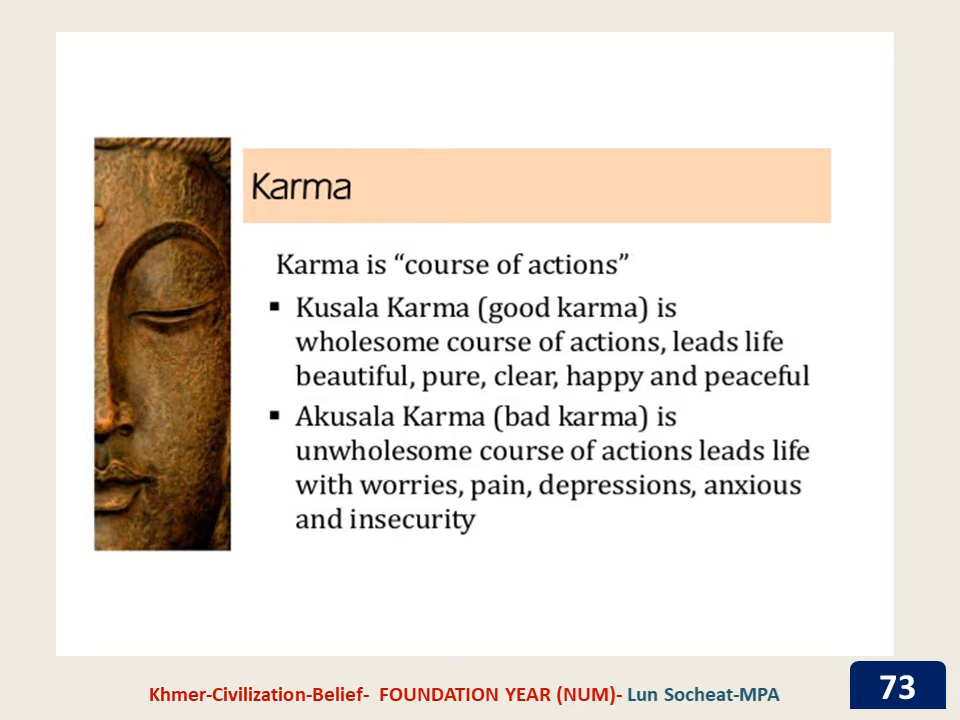 Karma
Karma is “course of actions”
▪ Kusala Karma (good karma) is
wholesome course of actions, leads life
beautiful, pure, clear, happy and peaceful
▪ Akusala Karma (bad karma) is
unwholesome course of actions leads life
with worries, pain, depressions, anxious
and insecurity
Khmer-Civilization-Belief- FOUNDATION YEAR (NUM)- Lun Socheat-MPA
73